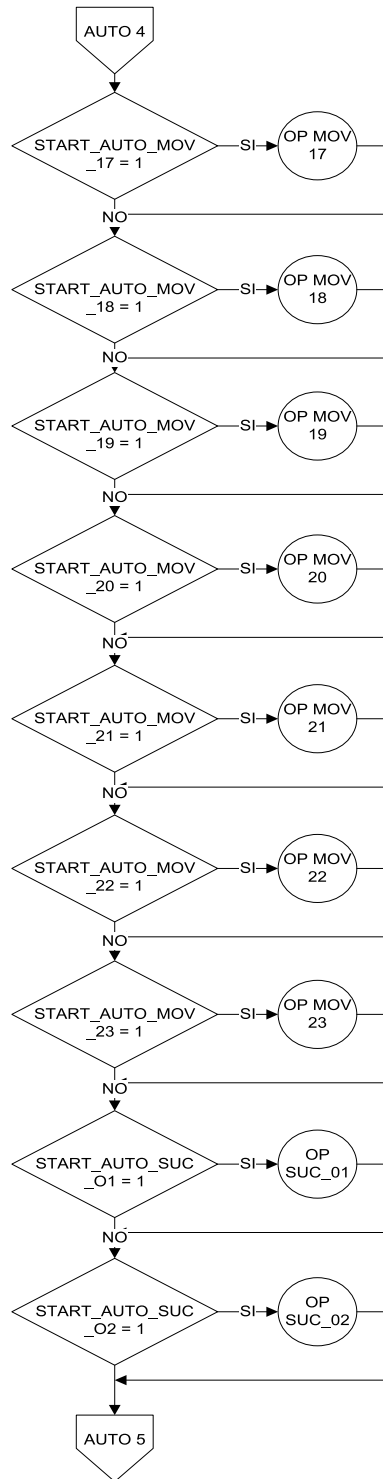 AUTO 4
START_AUTO_MOV
_17 = 1
SI
OP MOV
17
NO
START_AUTO_MOV
_18 = 1
SI
OP MOV
18
NO
START_AUTO_MOV
_19 = 1
SI
OP MOV
19
NO
START_AUTO_MOV
_20 = 1
SI
OP MOV
20
NO
START_AUTO_MOV
_21 = 1
SI
OP MOV
21
NO
START_AUTO_MOV
_22 = 1
SI
OP MOV
22
NO
START_AUTO_MOV
_23 = 1
SI
OP MOV
23
NO
START_AUTO_SUC
_O1 = 1
SI
OP
SUC_01
NO
START_AUTO_SUC
_O2 = 1
SI
OP
SUC_02
AUTO 5